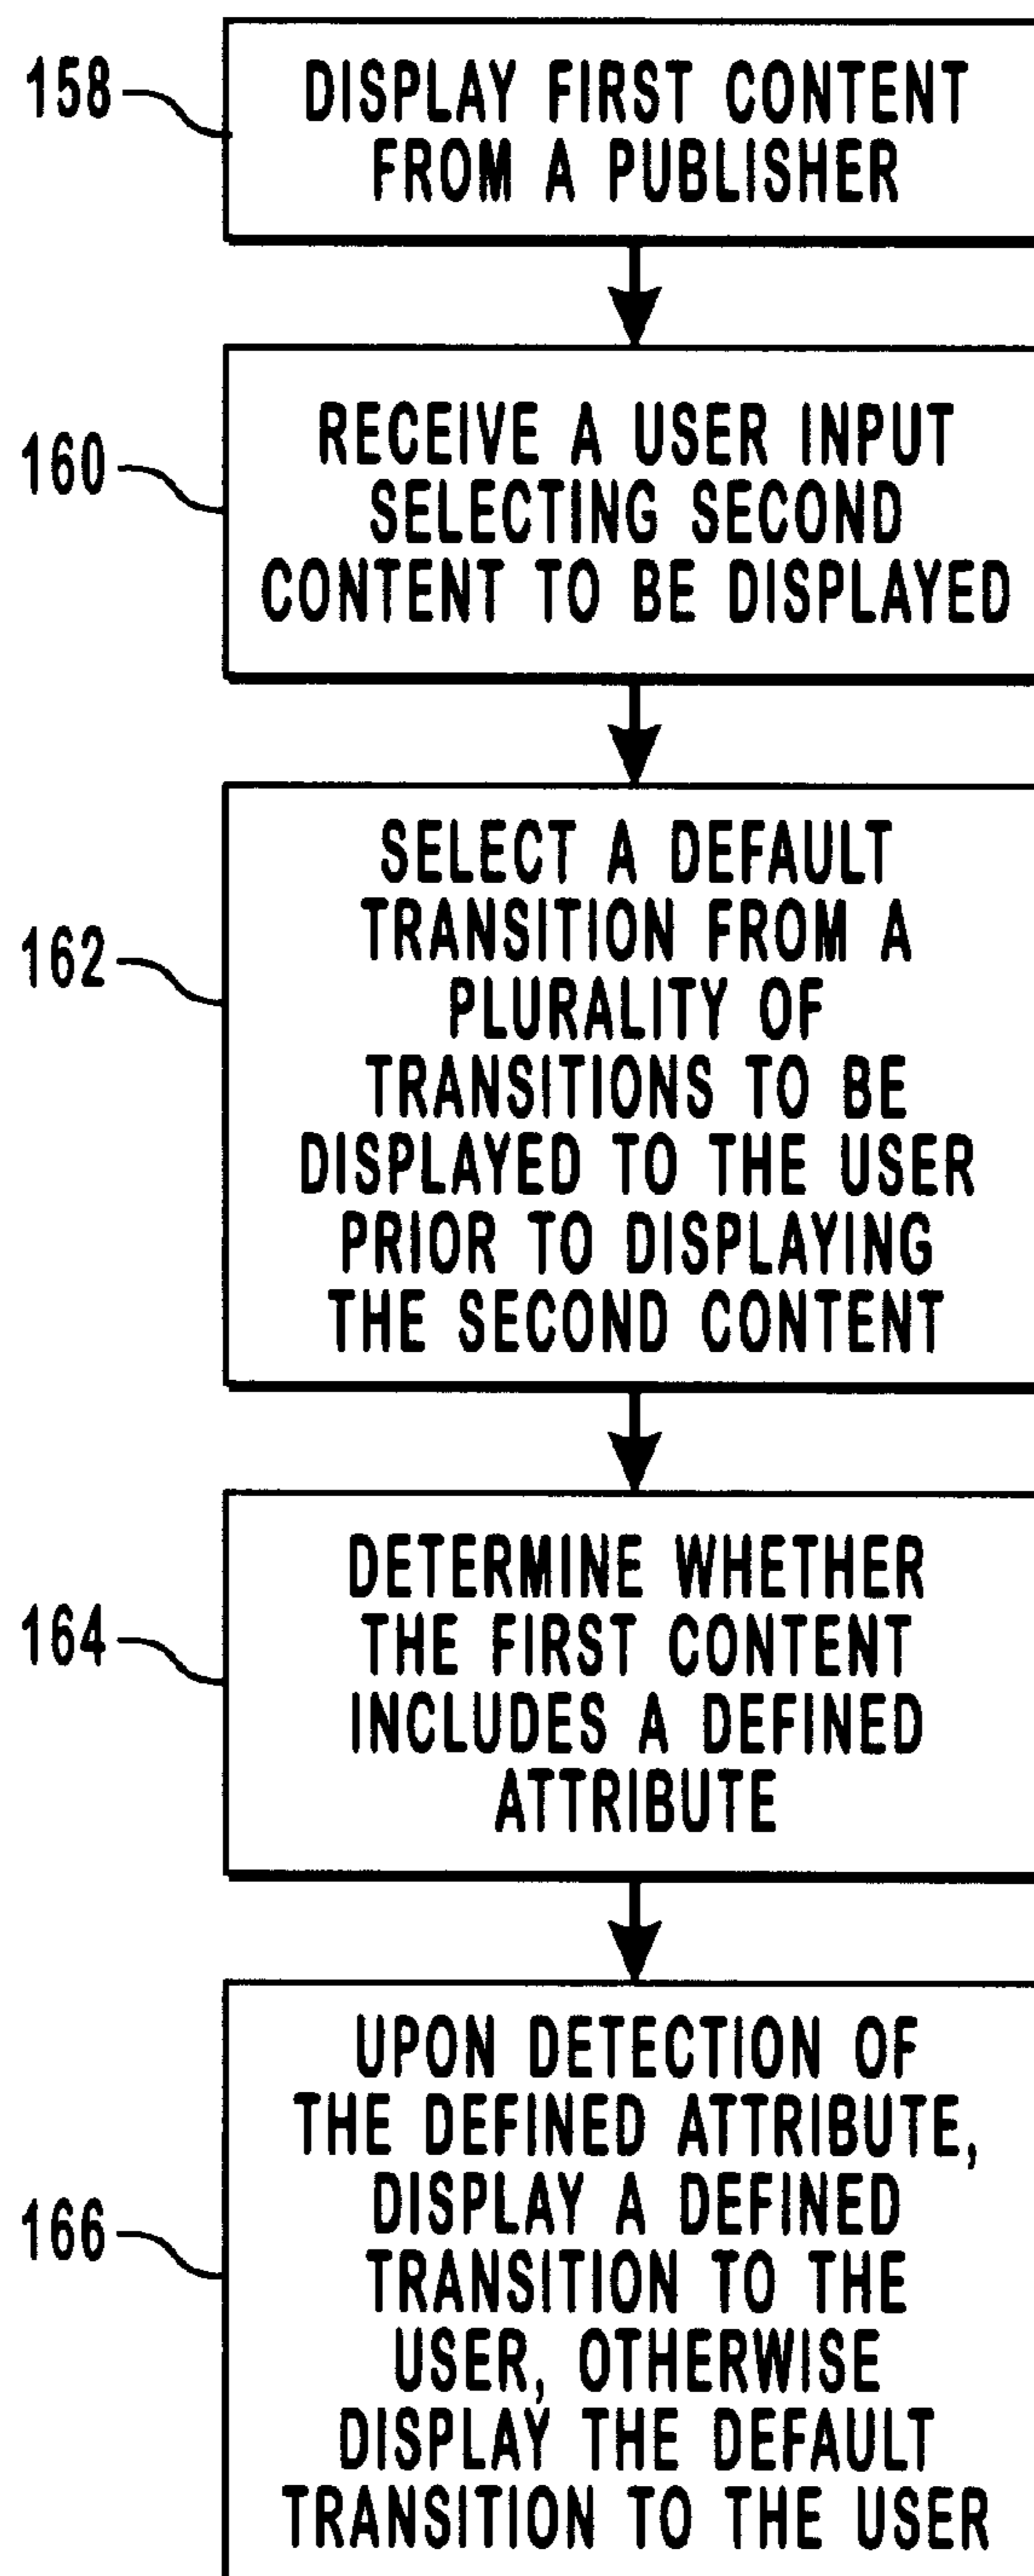 158
DISPLAY FIRST CONTENT
FROM A PUBLISHER
160
RECEIVE A USER INPUT
SELECTING SECOND
CONTENT TO BE DISPLAYED
162
SELECT A DEFAULT
TRANSITION FROM A
PLURALITY OF
TRANSITIONS TO BE
DISPLAYED TO THE USER
PRIOR TO DISPLAYING
THE SECOND CONTENT
164
DETERMINE WHETHER
THE FIRST CONTENT
INCLUDES A DEFINED
ATTRIBUTE
166
UPON DETECTION OF
THE DEFINED ATTRIBUTE,
DISPLAY A DEFINED
TRANSITION TO THE
USER, OTHERWISE
DISPLAY THE DEFAULT
TRANSITION TO THE USER